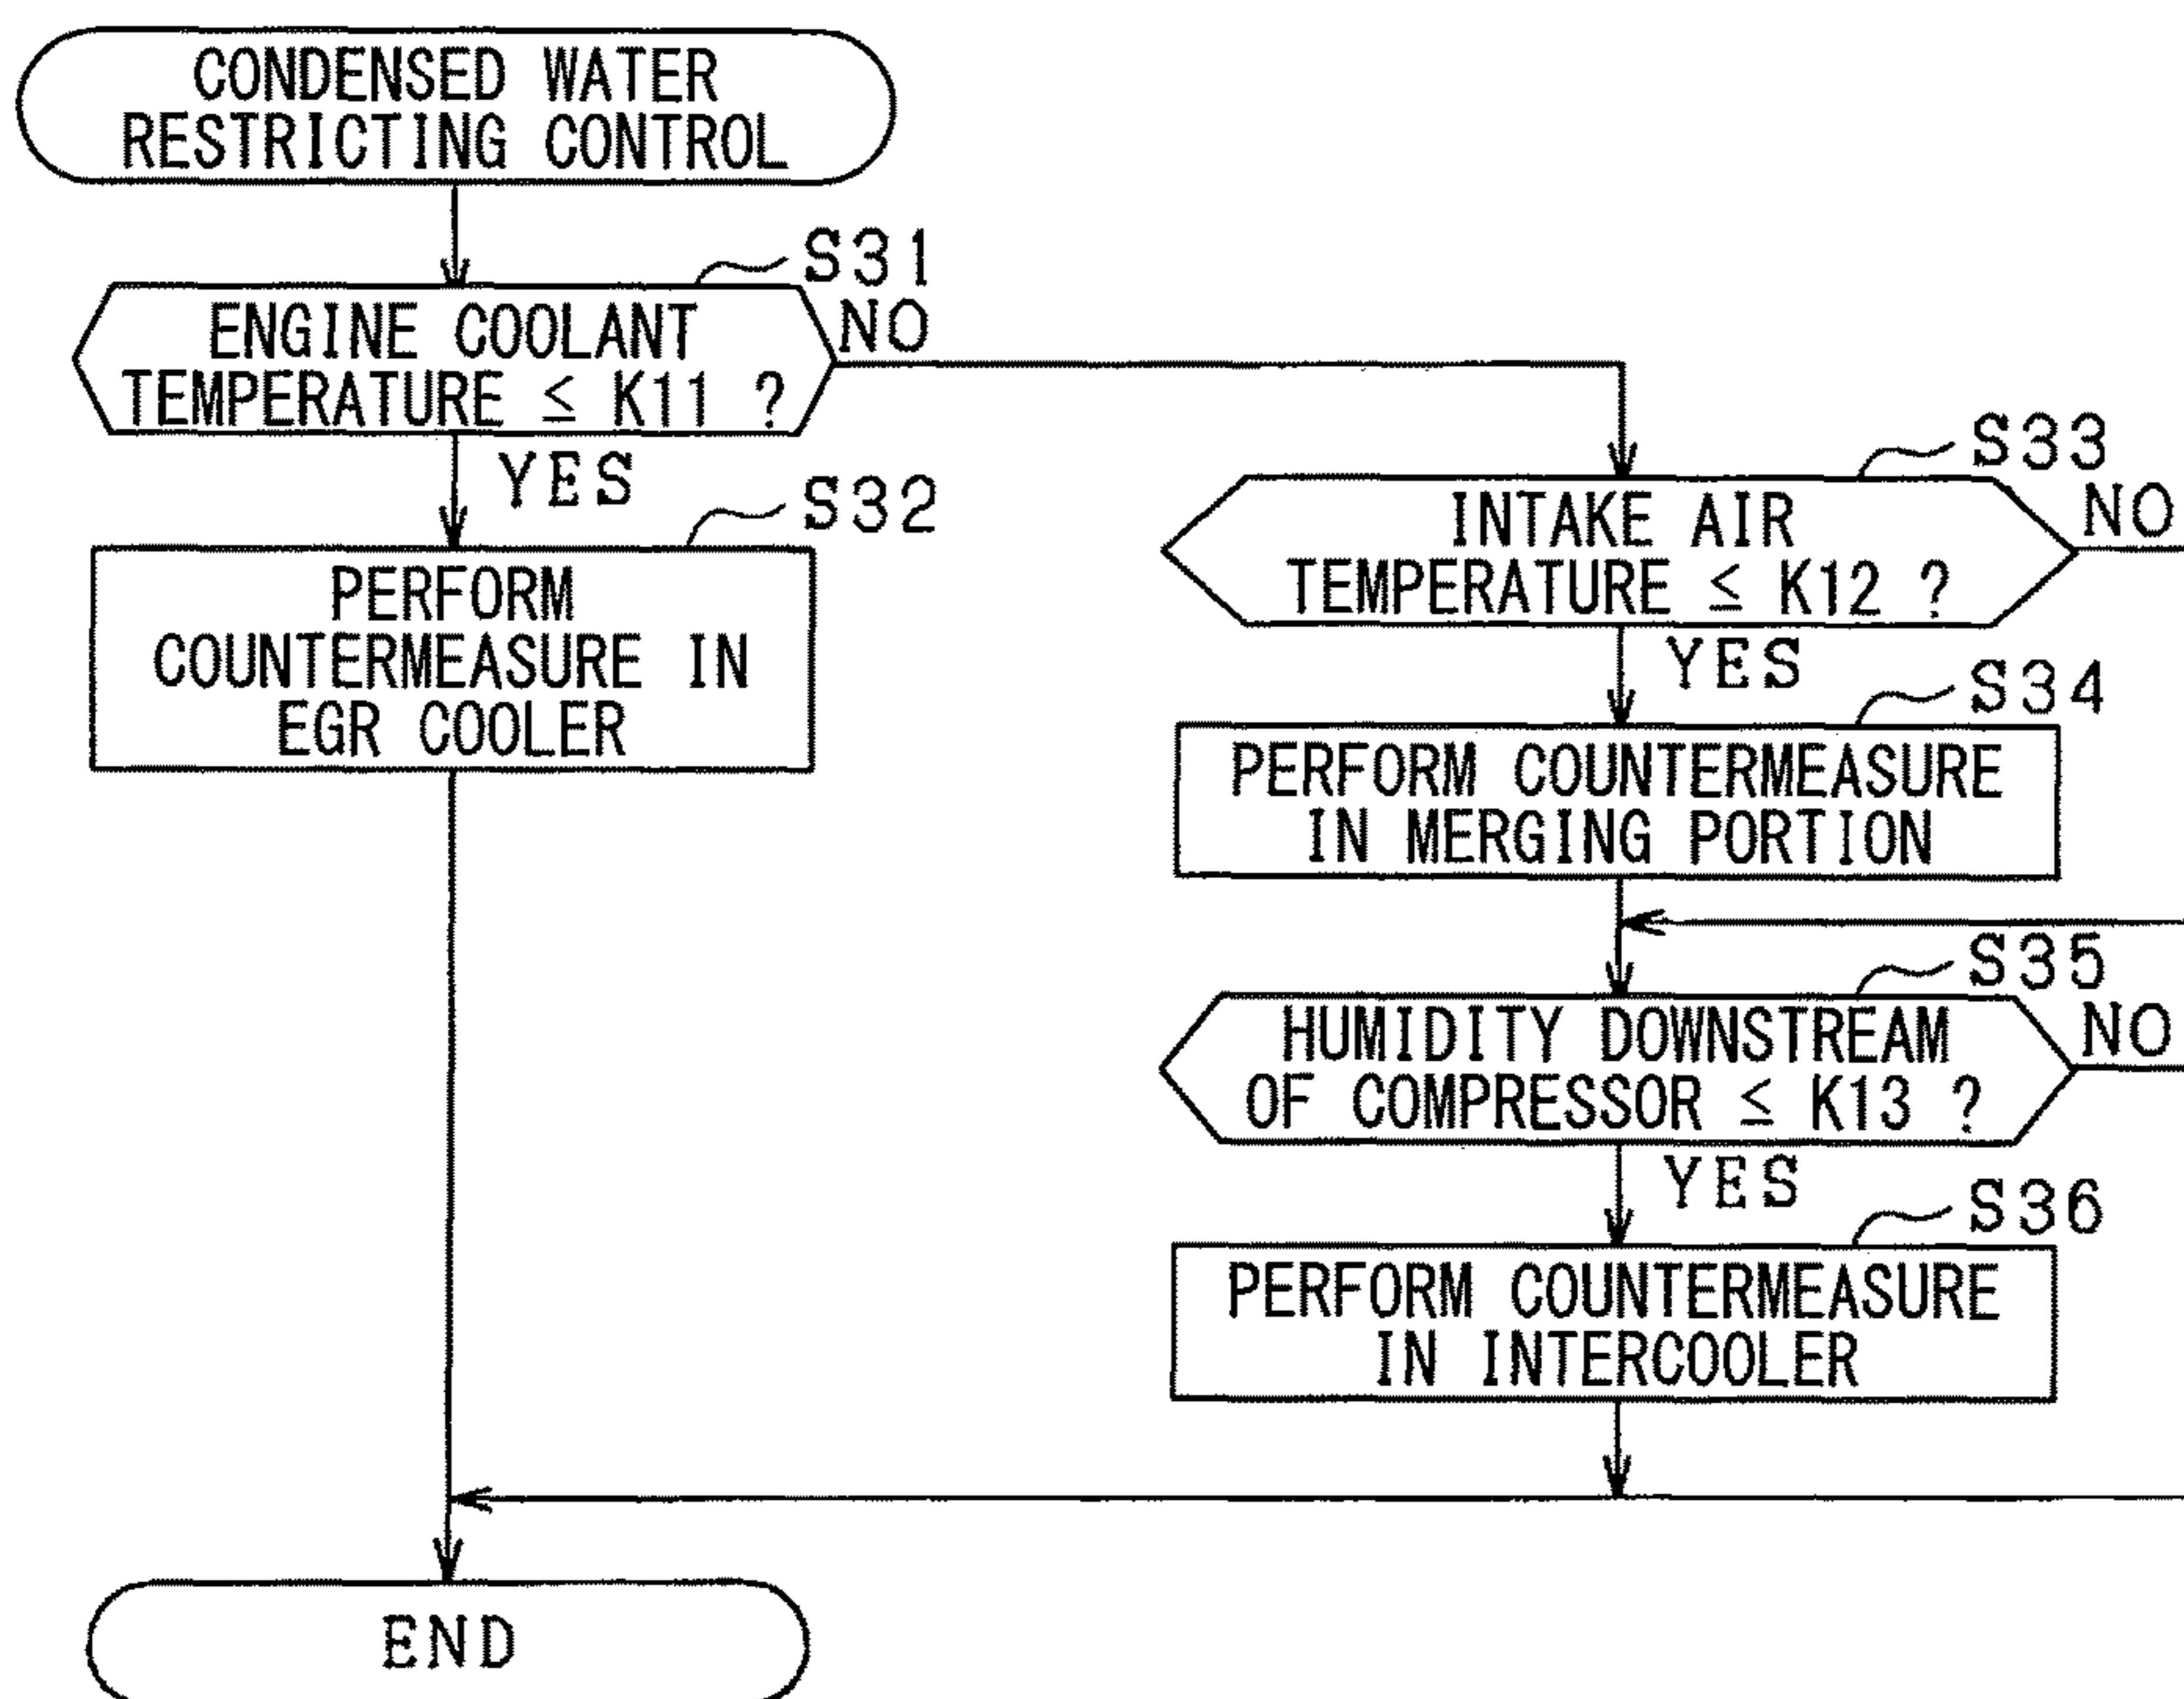 CONDENSED WATER
RESTRICTING CONTROL
S31
ENGINE COOLANT
TEMPERATURE ≤ K11 ?
NO
YES
S32
PERFORM
COUNTERMEASURE IN
EGR COOLER
S33
INTAKE AIR
TEMPERATURE ≤ K12 ?
NO
YES
S34
PERFORM COUNTERMEASURE
IN MERGING PORTION
S35
HUMIDITY DOWNSTREAM
OF COMPRESSOR ≤ K13 ?
NO
YES
S36
PERFORM COUNTERMEASURE
IN INTERCOOLER
END